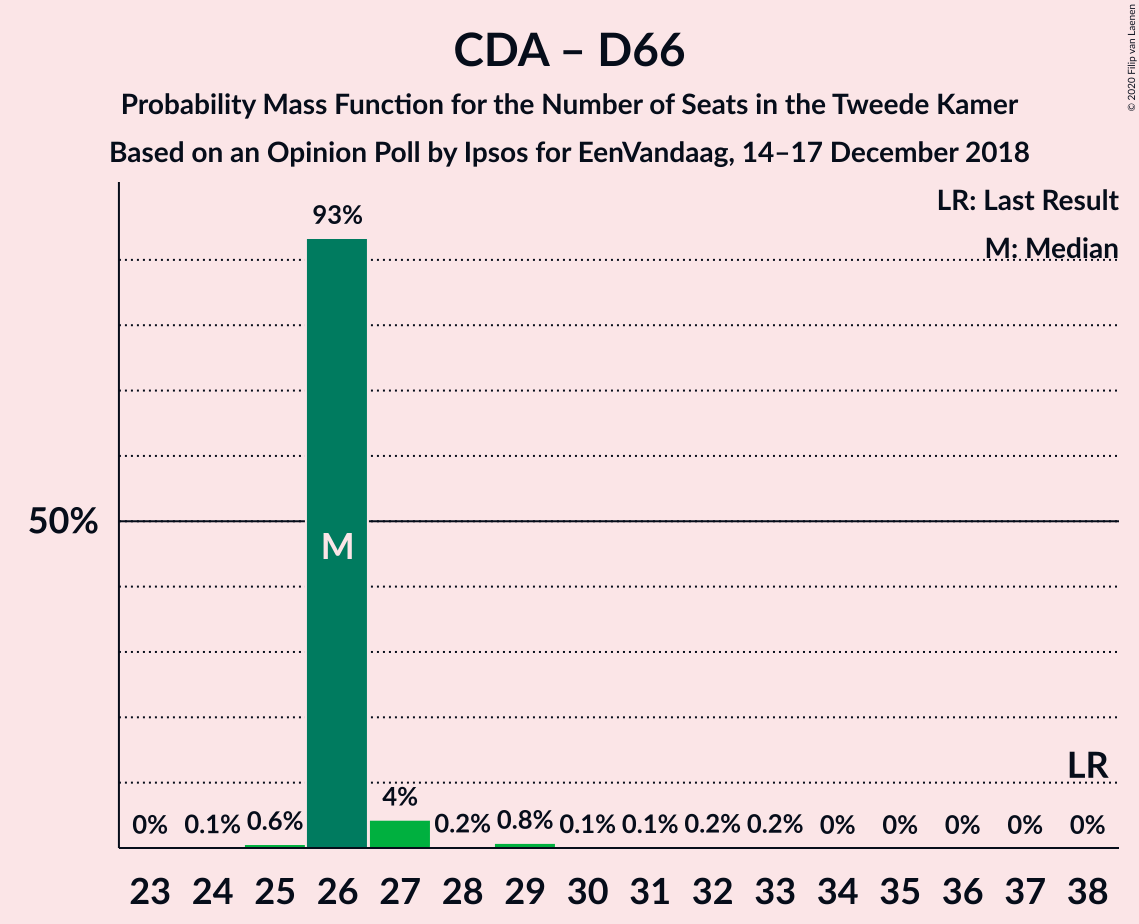 CDA – D66
Probability Mass Function for the Number of Seats in the Tweede Kamer
Based on an Opinion Poll by Ipsos for EenVandaag, 14–17 December 2018
© 2020 Filip van Laenen
LR: Last Result
M: Median
93%
50%
M
LR
0% 0.1% 0.6% 4% 0.2% 0.8% 0.1% 0.1% 0.2% 0.2% 0% 0% 0% 0% 0%
23 24 25 26 27 28 29 30 31 32 33 34 35 36 37 38